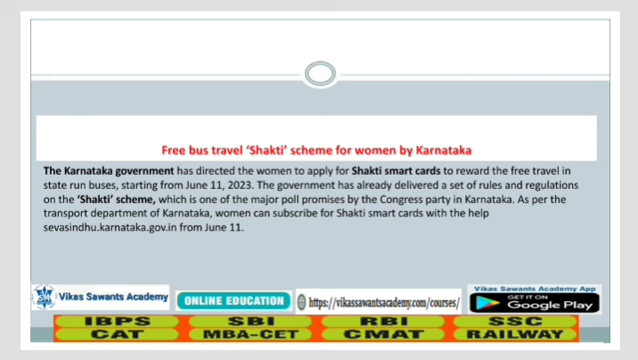 Free bus travel ‘Shakti’ scheme for women by Karnataka
The Karnataka government has directed the women to apply for Shakti smart cards to reward the free travel in
state run buses, starting from June 11, 2023. The government has already delivered a set of rules and regulations
on the ‘Shakti’ scheme, which is one of the major poll promises by the Congress party in Karnataka. As per the
transport department of Karnataka, women can subscribe for Shakti smart cards with the help
sevasindhu.karnataka.gov.in from June 11.
Vikas Sawants Academy
ONLINE EDUCATION
https://vikassawantsacademy.com/courses/
Vikas Sawants Academy App
GET IT ON
Google Play
IBPS SBI RBI SSC
CAT MBA-CET CMAT RAILWAY